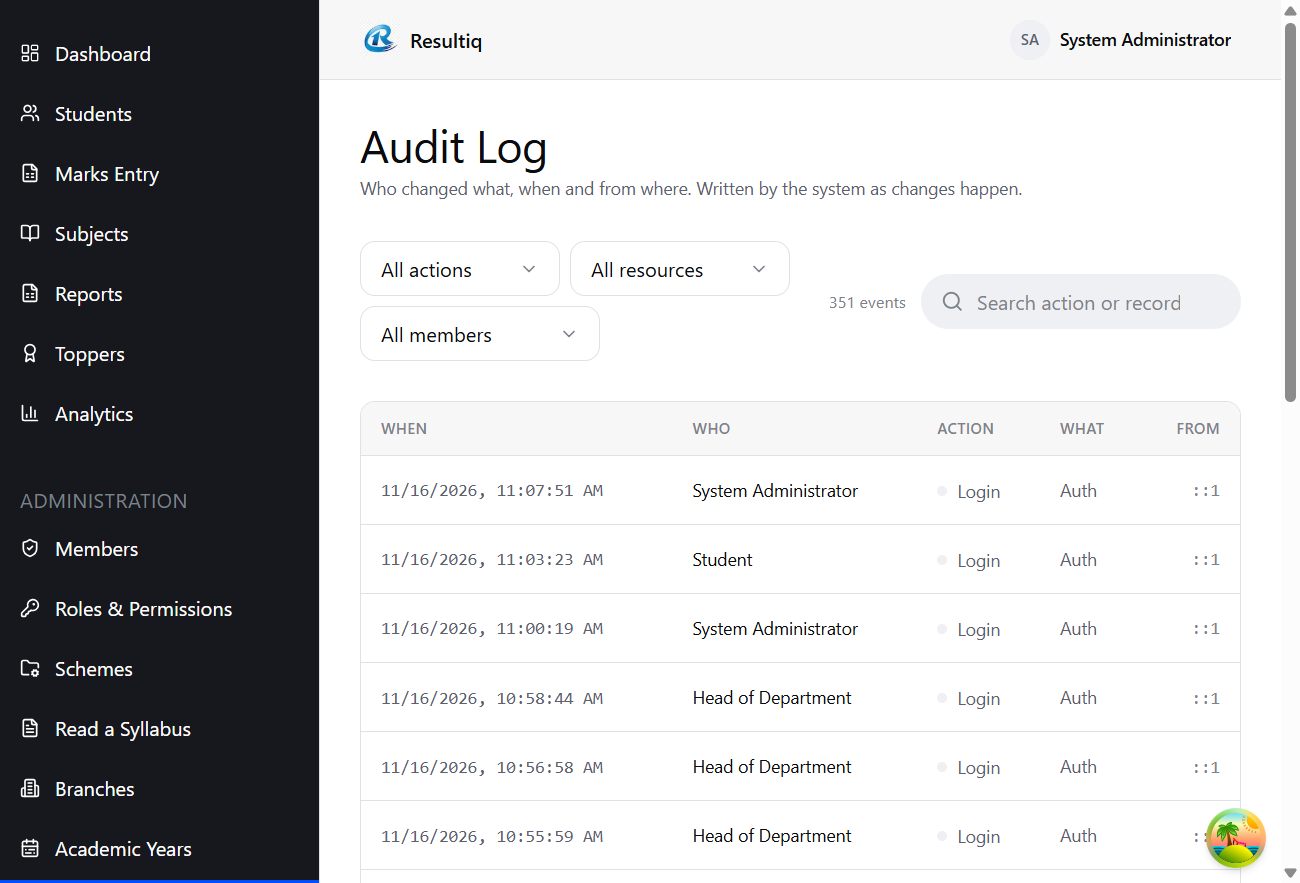 Dashboard
Students
Marks Entry
Subjects
Reports
Toppers
Analytics
ADMINISTRATION
Members
Roles & Permissions
Schemes
Read a Syllabus
Branches
Academic Years
Resultiq
SA System Administrator
Audit Log
Who changed what, when and from where. Written by the system as changes happen.
All actions
All resources
All members
351 events
Search action or record
WHEN WHO ACTION WHAT FROM
11/16/2026, 11:07:51 AM System Administrator Login Auth ::1
11/16/2026, 11:03:23 AM Student Login Auth ::1
11/16/2026, 11:00:19 AM System Administrator Login Auth ::1
11/16/2026, 10:58:44 AM Head of Department Login Auth ::1
11/16/2026, 10:56:58 AM Head of Department Login Auth ::1
11/16/2026, 10:55:59 AM Head of Department Login Auth